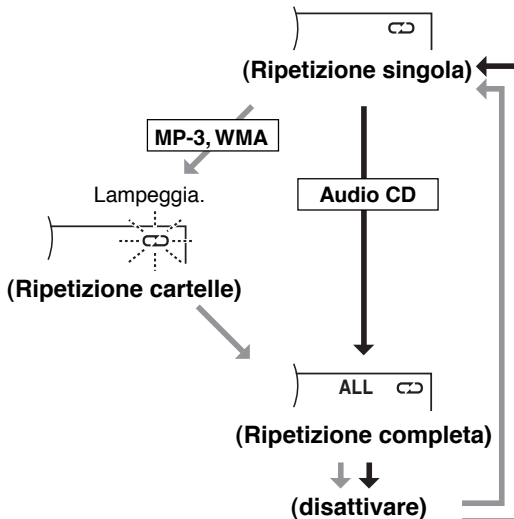 (Ripetizione singola)
MP-3, WMA
Lampeggia.
Audio CD
(Ripetizione cartelle)
ALL
(Ripetizione completa)
(disattivare)